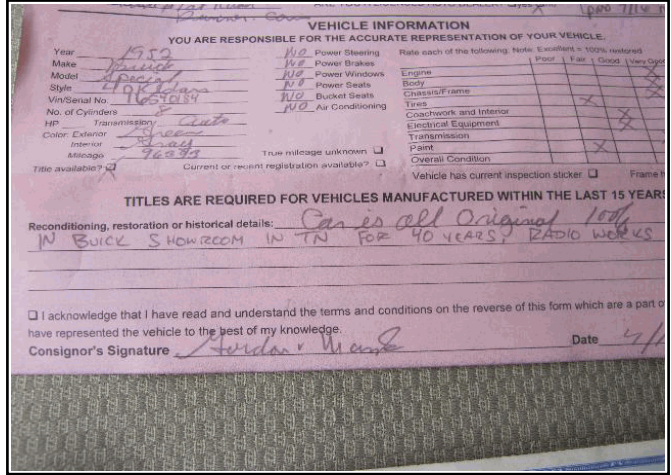 VEHICLE INFORMATION
YOU ARE RESPONSIBLE FOR THE ACCURATE REPRESENTATION OF YOUR VEHICLE.
Year 1952
Make Buick
Model Special
Style
Vin/Serial No. 16540184
No. of Cylinders 8
HP Transmission Auto
Color: Exterior Green
Interior Gray
Mileage
Title available?
NO Power Steering
NO Power Brakes
NO Power Windows
NO Power Seats
NO Bucket Seats
NO Air Conditioning
True mileage unknown
Current or recent registration available?
Rate each of the following. Note: Excellent = 100% restored
Poor Fair Good Very Good
Engine
Body
Chassis/Frame
Tires
Coachwork and Interior
Electrical Equipment
Transmission
Paint
Overall Condition
Vehicle has current inspection sticker Frame
TITLES ARE REQUIRED FOR VEHICLES MANUFACTURED WITHIN THE LAST 15 YEARS
Reconditioning, restoration or historical details: Car is all Original 100%
IN BUICK SHOWROOM IN TN FOR 40 YEARS, RADIO WORKS
I acknowledge that I have read and understand the terms and conditions on the reverse of this form which are a part of
have represented the vehicle to the best of my knowledge.
Consignor's Signature
Date